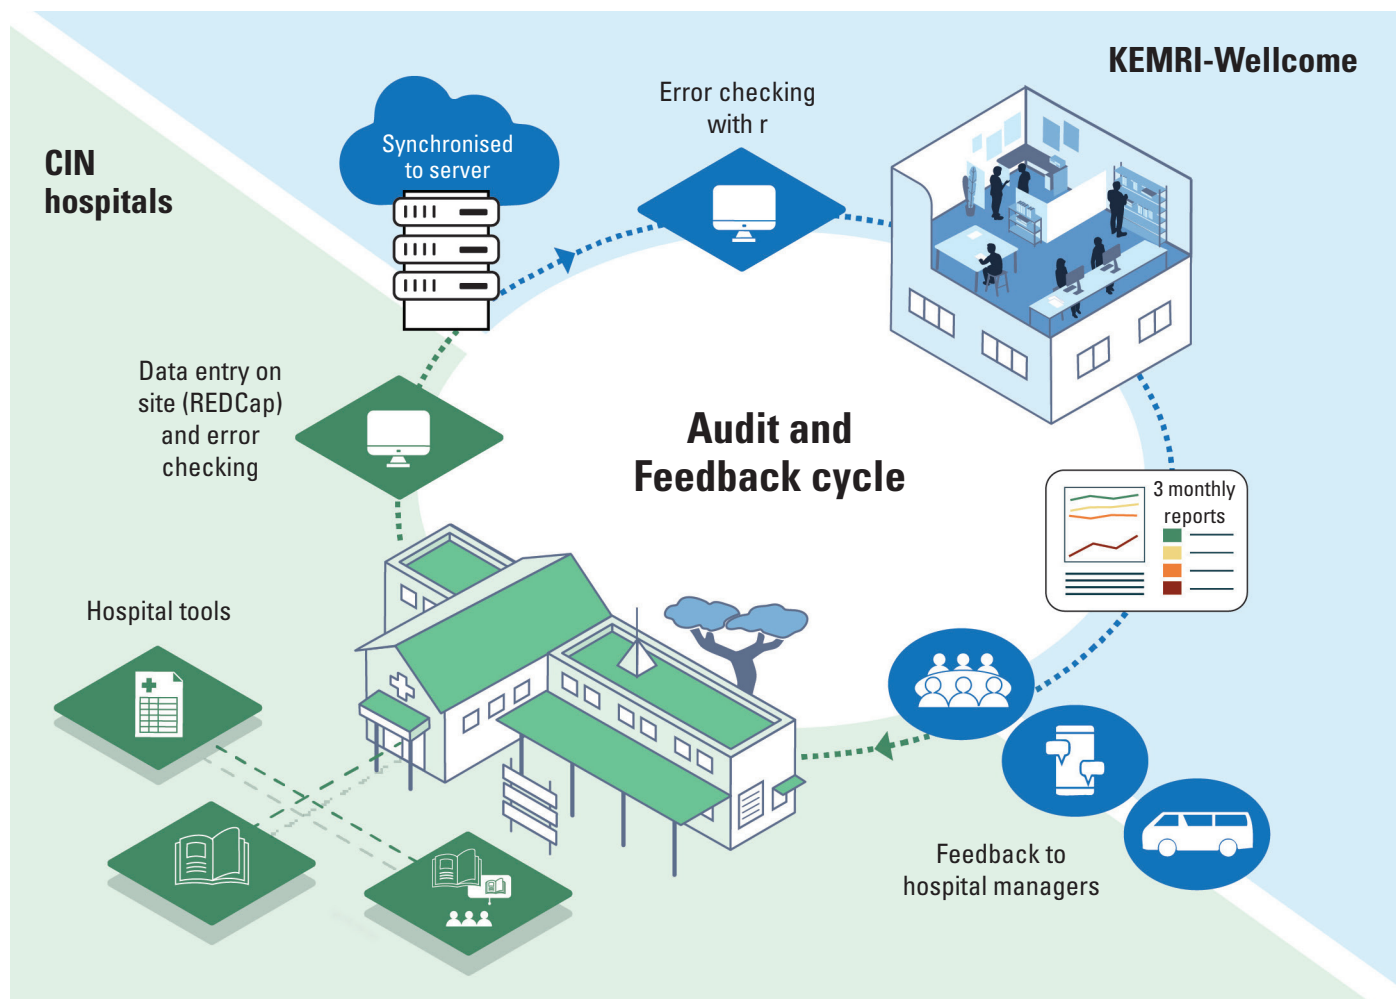 KEMRI-Wellcome
CIN
hospitals
Synchronised
to server
Error checking
with r
Data entry on
site (REDCap)
and error
checking
Audit and
Feedback cycle
3 monthly
reports
Hospital tools
Feedback to
hospital managers